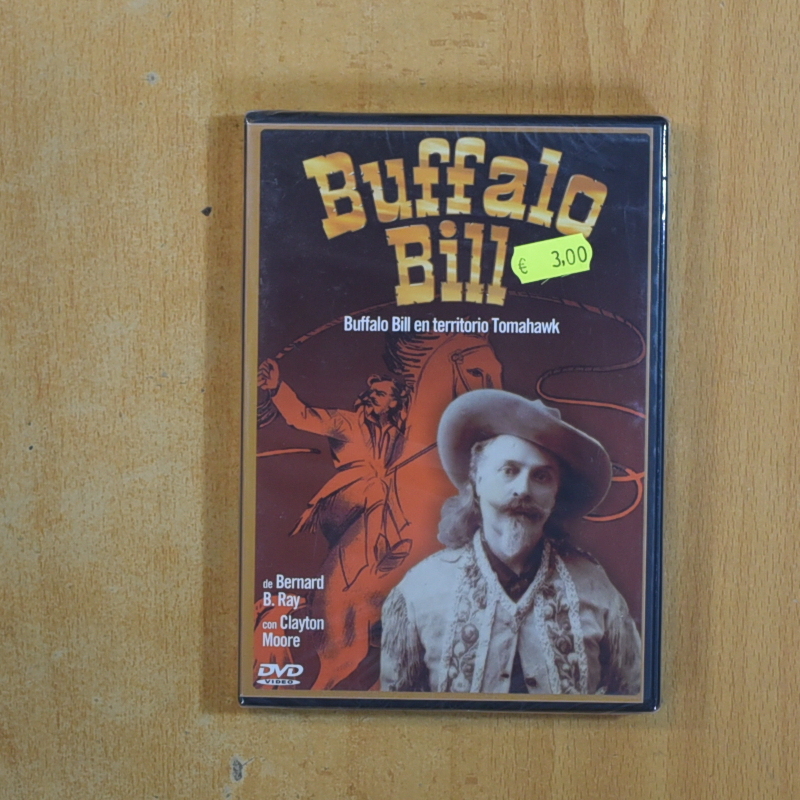 Buffalo
Bill
€ 3,00
Buffalo Bill en territorio Tomahawk
de Bernard
B. Ray
con Clayton
Moore
DVD
VIDEO